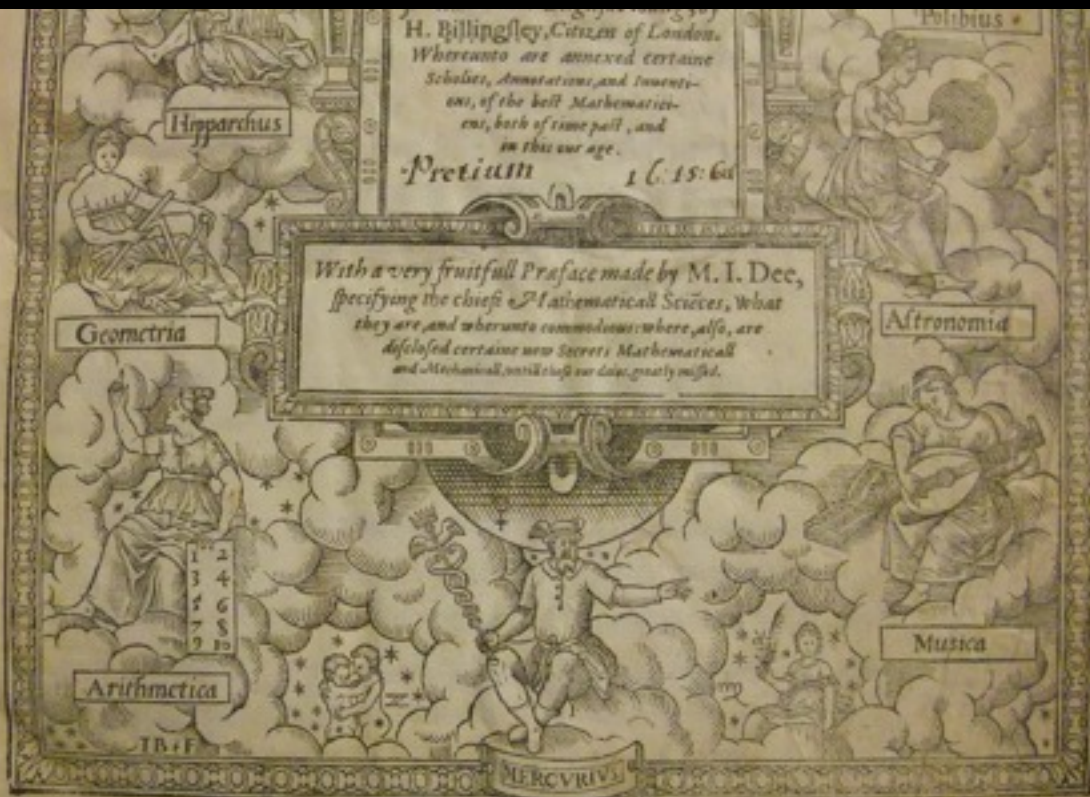 H. Billingsley, Citizen of London.
Polibius
Whereunto are annexed certaine
Scholies, Annotations, and Inuenti-
ons, of the best Mathematici-
ens, both of time past, and
in this our age.
Hipparchus
Pretium
With a very fruitfull Præface made by M. I. Dee,
specifying the chiefe Mathematicall Sciẽces, what
they are, and wherunto commodious: where, also, are
disclosed certaine new Secrets Mathematicall
and Mechanicall, untill these our daies, greatly missed.
Geometria
Astronomia
1 2
3 4
5 6
7 8
9 10
Musica
Arithmetica
I B F
MERCVRIVS